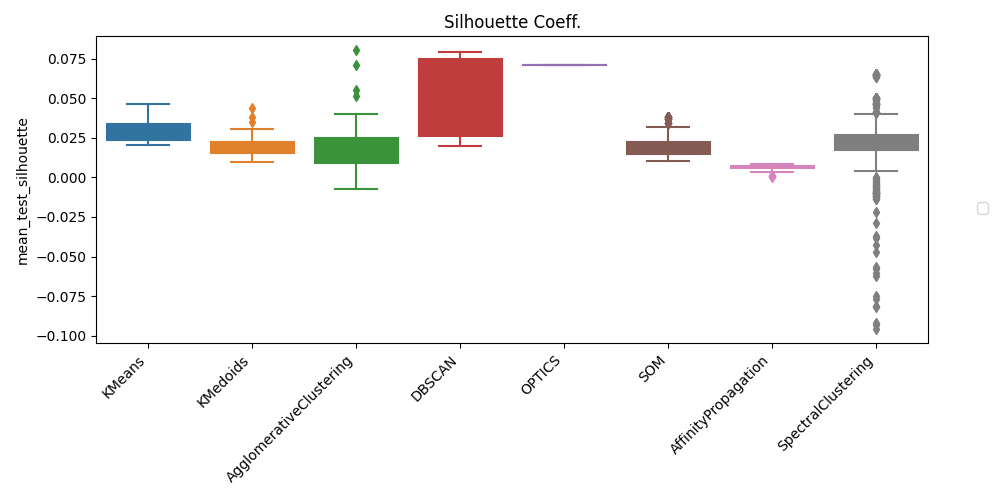 Silhouette Coeff.
mean_test_silhouette
0.075
0.050
0.025
0.000
−0.025
−0.050
−0.075
−0.100
KMeans
KMedoids
AgglomerativeClustering
DBSCAN
OPTICS
SOM
AffinityPropagation
SpectralClustering